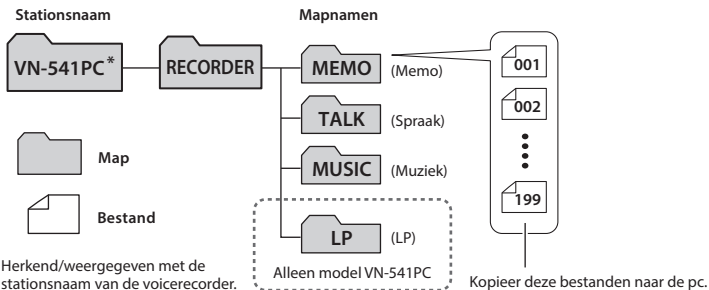 Stationsnaam
Mapnamen
VN-541PC*
RECORDER
MEMO
(Memo)
TALK
(Spraak)
MUSIC
(Muziek)
LP
(LP)
Alleen model VN-541PC
001
002
199
Map
Bestand
Herkend/weergegeven met de
stationsnaam van de voicerecorder.
Kopieer deze bestanden naar de pc.